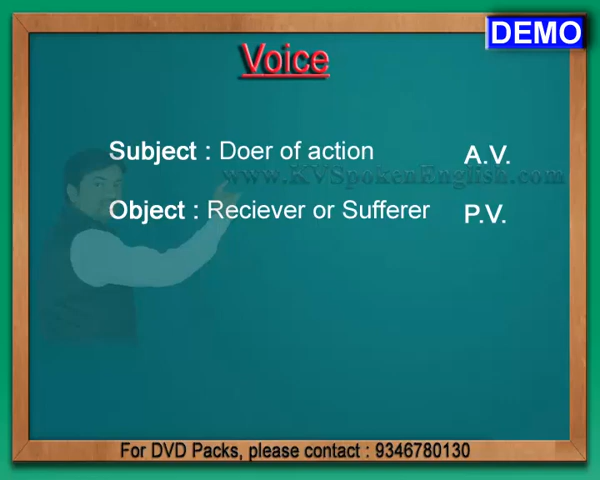 DEMO
Voice
Subject : Doer of action A.V.
www.KVSpokenEnglish.com
Object : Reciever or Sufferer P.V.
For DVD Packs, please contact : 9346780130